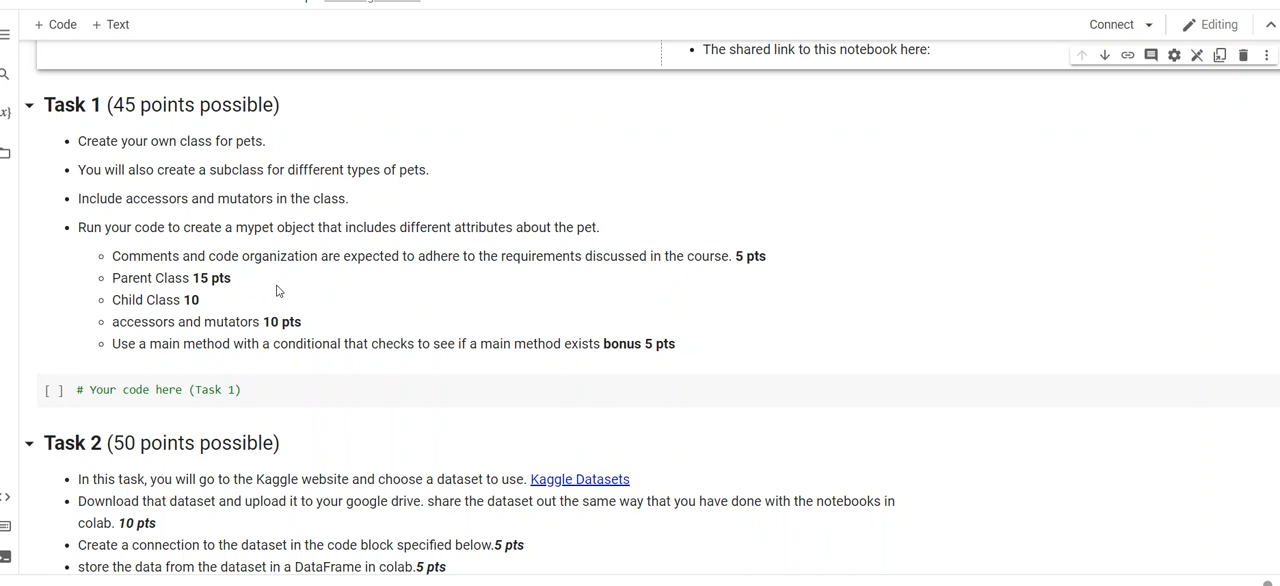 + Code + Text
Connect
Editing
• The shared link to this notebook here:
Task 1 (45 points possible)
• Create your own class for pets.
• You will also create a subclass for diffferent types of pets.
• Include accessors and mutators in the class.
• Run your code to create a mypet object that includes different attributes about the pet.
○ Comments and code organization are expected to adhere to the requirements discussed in the course. 5 pts
○ Parent Class 15 pts
○ Child Class 10
○ accessors and mutators 10 pts
○ Use a main method with a conditional that checks to see if a main method exists bonus 5 pts
[ ] # Your code here (Task 1)
Task 2 (50 points possible)
• In this task, you will go to the Kaggle website and choose a dataset to use. Kaggle Datasets
• Download that dataset and upload it to your google drive. share the dataset out the same way that you have done with the notebooks in
colab. 10 pts
• Create a connection to the dataset in the code block specified below.5 pts
• store the data from the dataset in a DataFrame in colab.5 pts